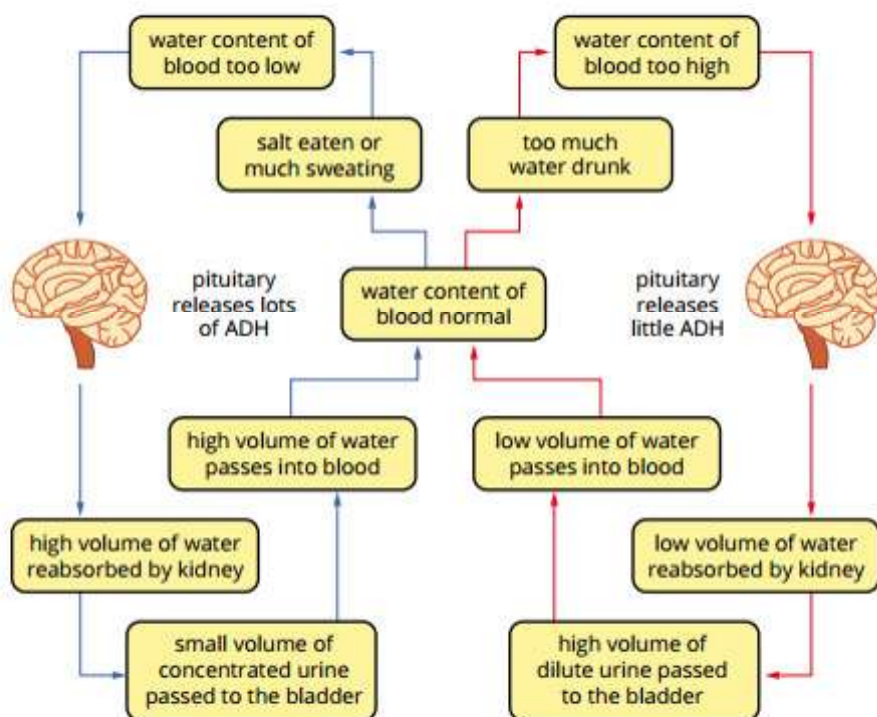 water content of
blood too low
water content of
blood too high
salt eaten or
much sweating
too much
water drunk
pituitary
releases lots
of ADH
water content of
blood normal
pituitary
releases
little ADH
high volume of water
passes into blood
low volume of water
passes into blood
high volume of water
reabsorbed by kidney
low volume of water
reabsorbed by kidney
small volume of
concentrated urine
passed to the bladder
high volume of
dilute urine passed
to the bladder